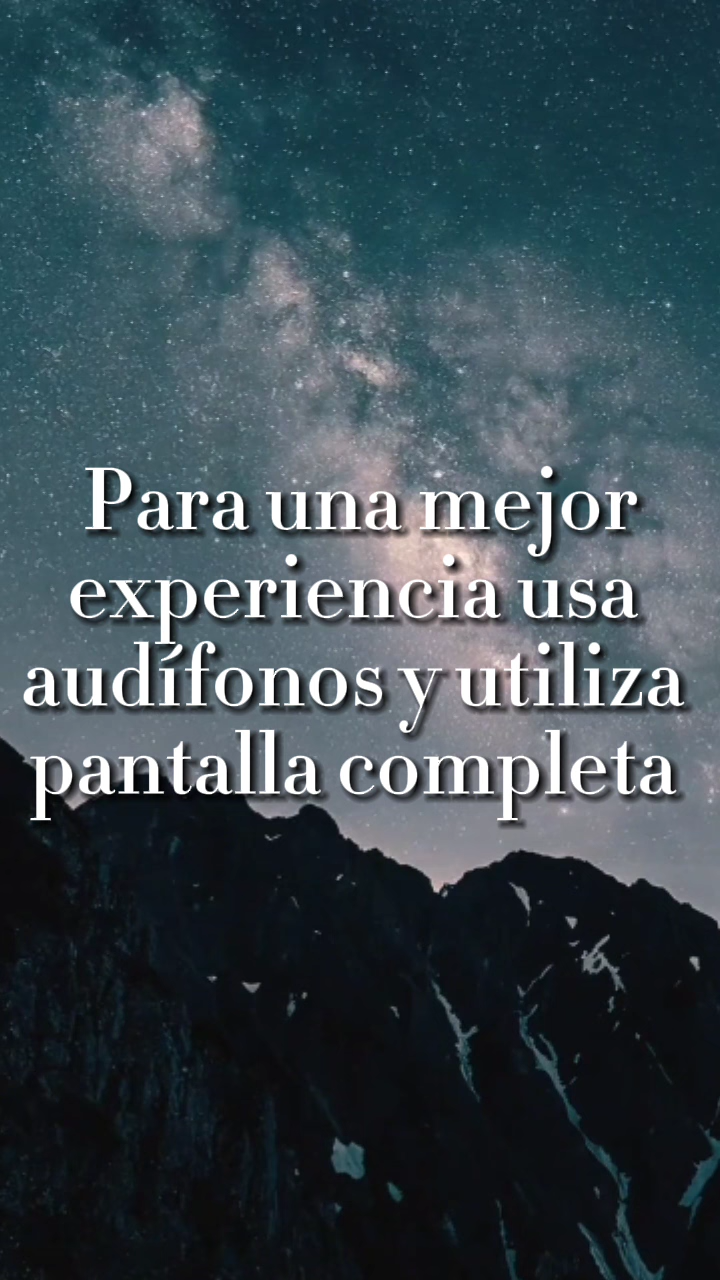 Para una mejor
experiencia usa
audífonos y utiliza
pantalla completa